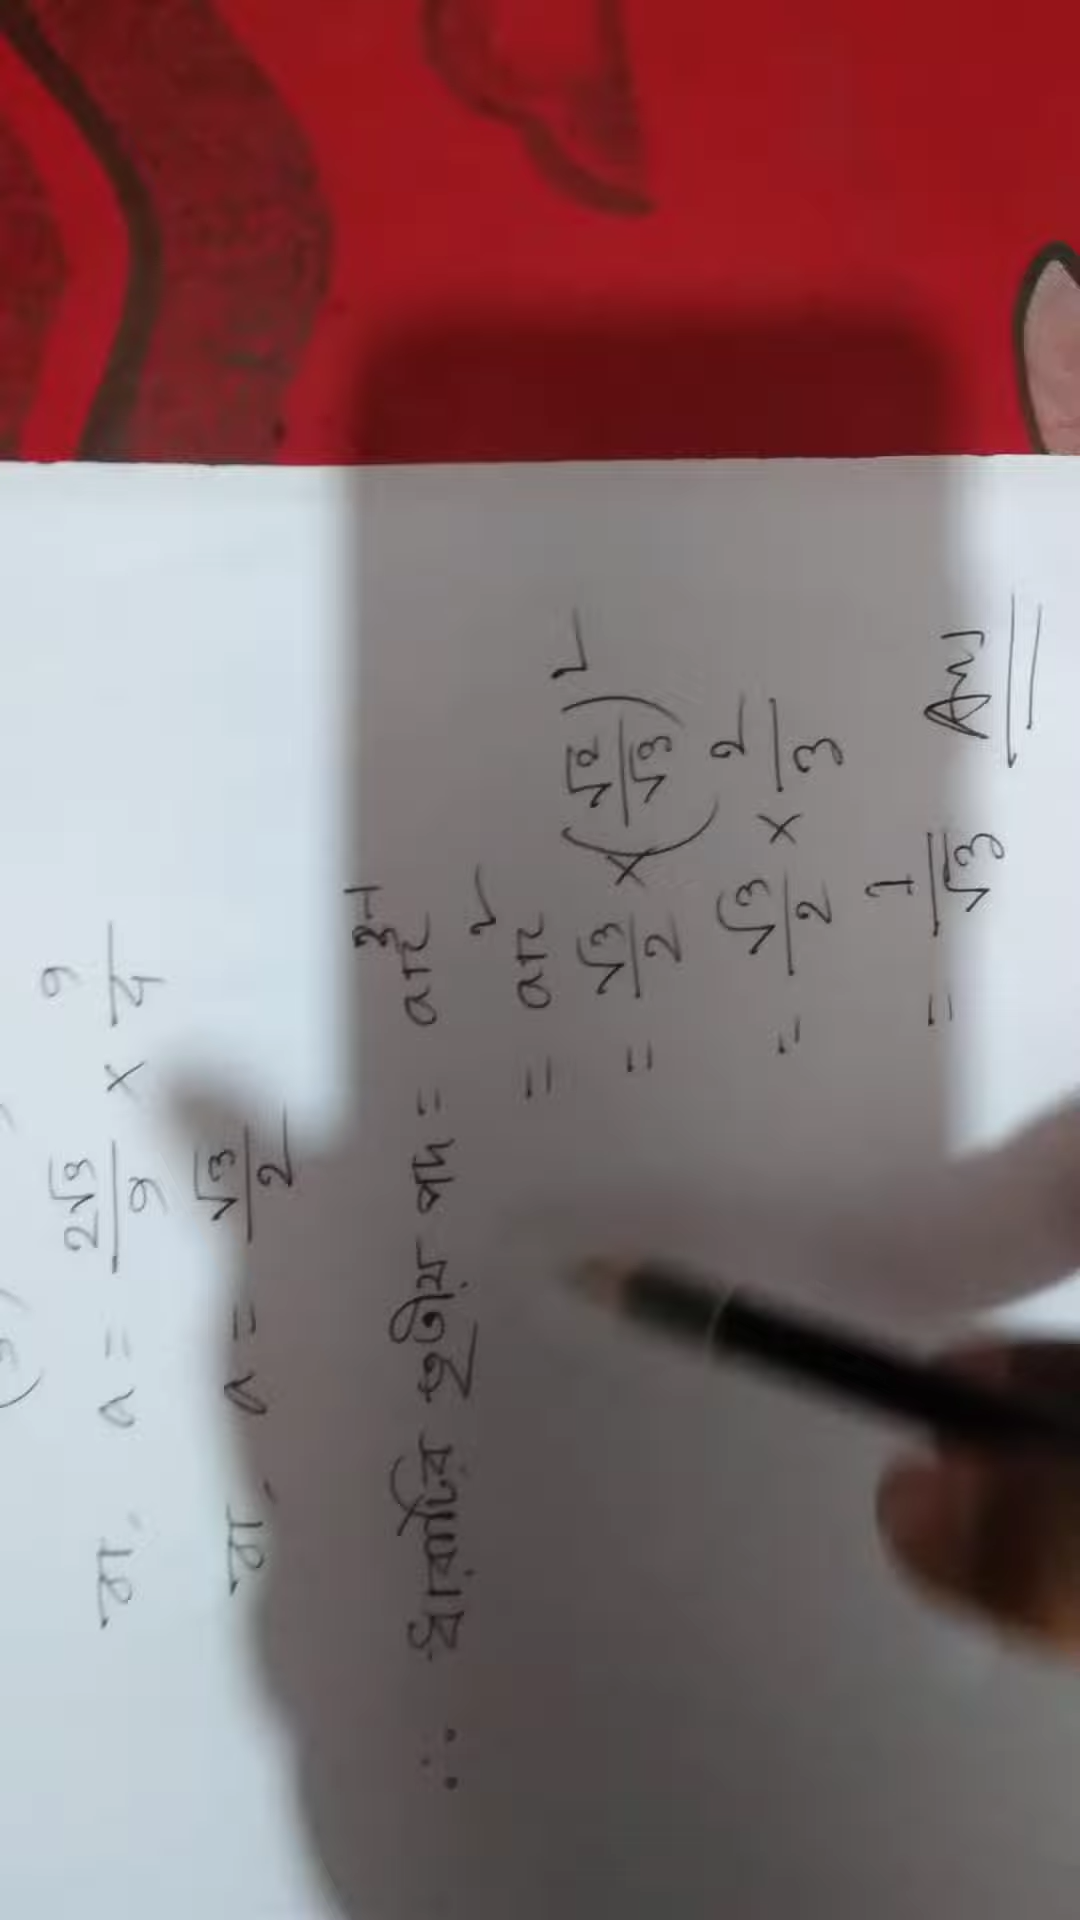 বা, a = 2√3/9 × 9/4
বা, a = √3/2
∴ ধারাটির তৃতীয় পদ = ar³⁻¹
= ar²
= √3/2 × (√2/√3)²
= √3/2 × 2/3
= 1/√3 Ans